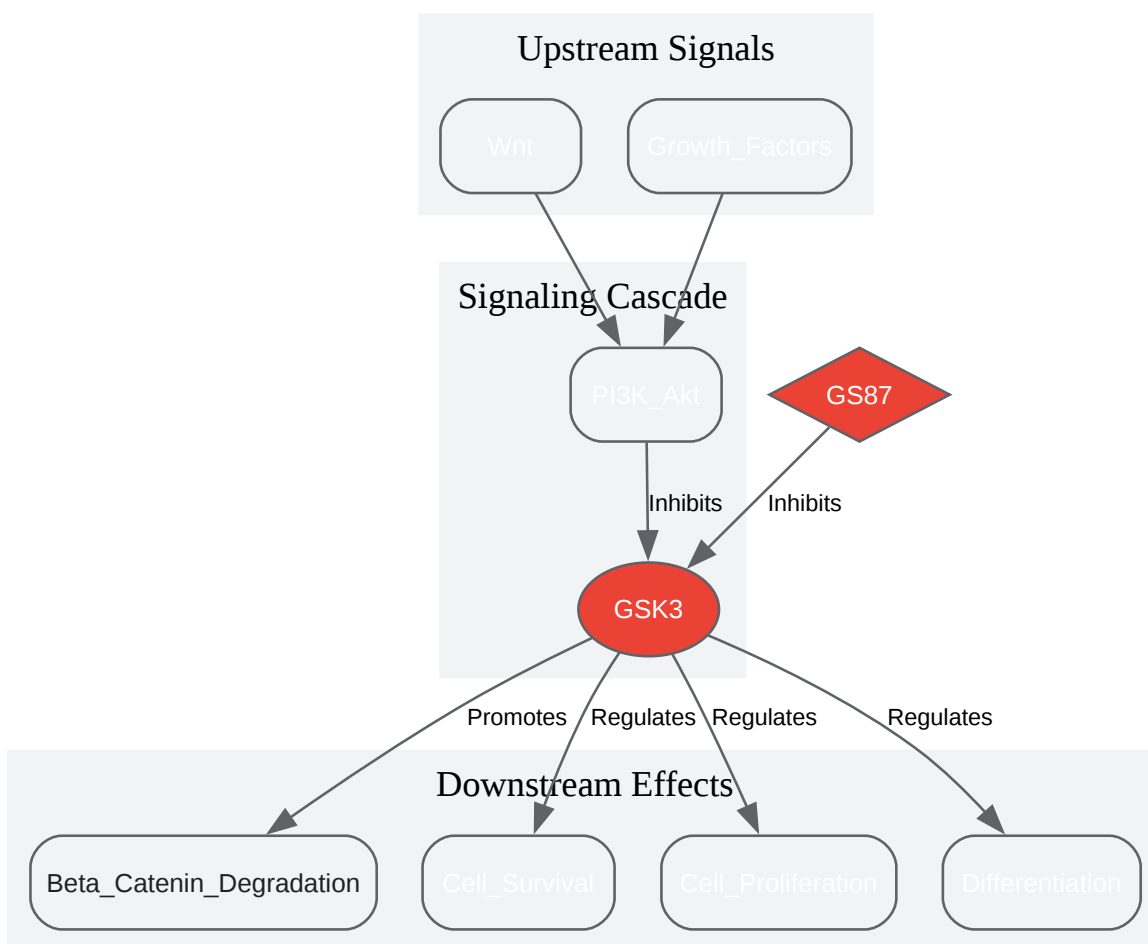 Upstream Signals
Wnt
Growth_Factors
Signaling Cascade
PI3K_Akt
GS87
Inhibits
Inhibits
GSK3
Promotes
Regulates
Regulates
Regulates
Downstream Effects
Beta_Catenin_Degradation
Cell_Survival
Cell_Proliferation
Differentiation